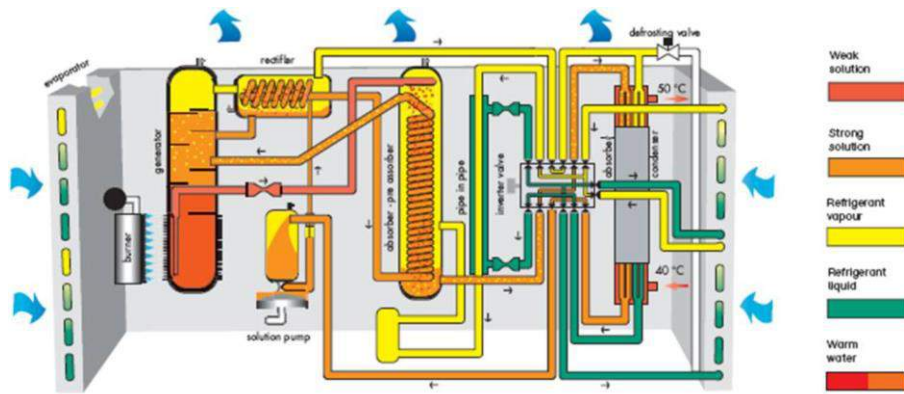 defrosting valve
rectifier
evaporator
50 °C
Weak
solution
generator
absorber
condenser
Strong
solution
absorber - pre absorber
pipe in pipe
inverter valve
Refrigerant
vapour
burner
Refrigerant
liquid
40 °C
solution pump
Warm
water